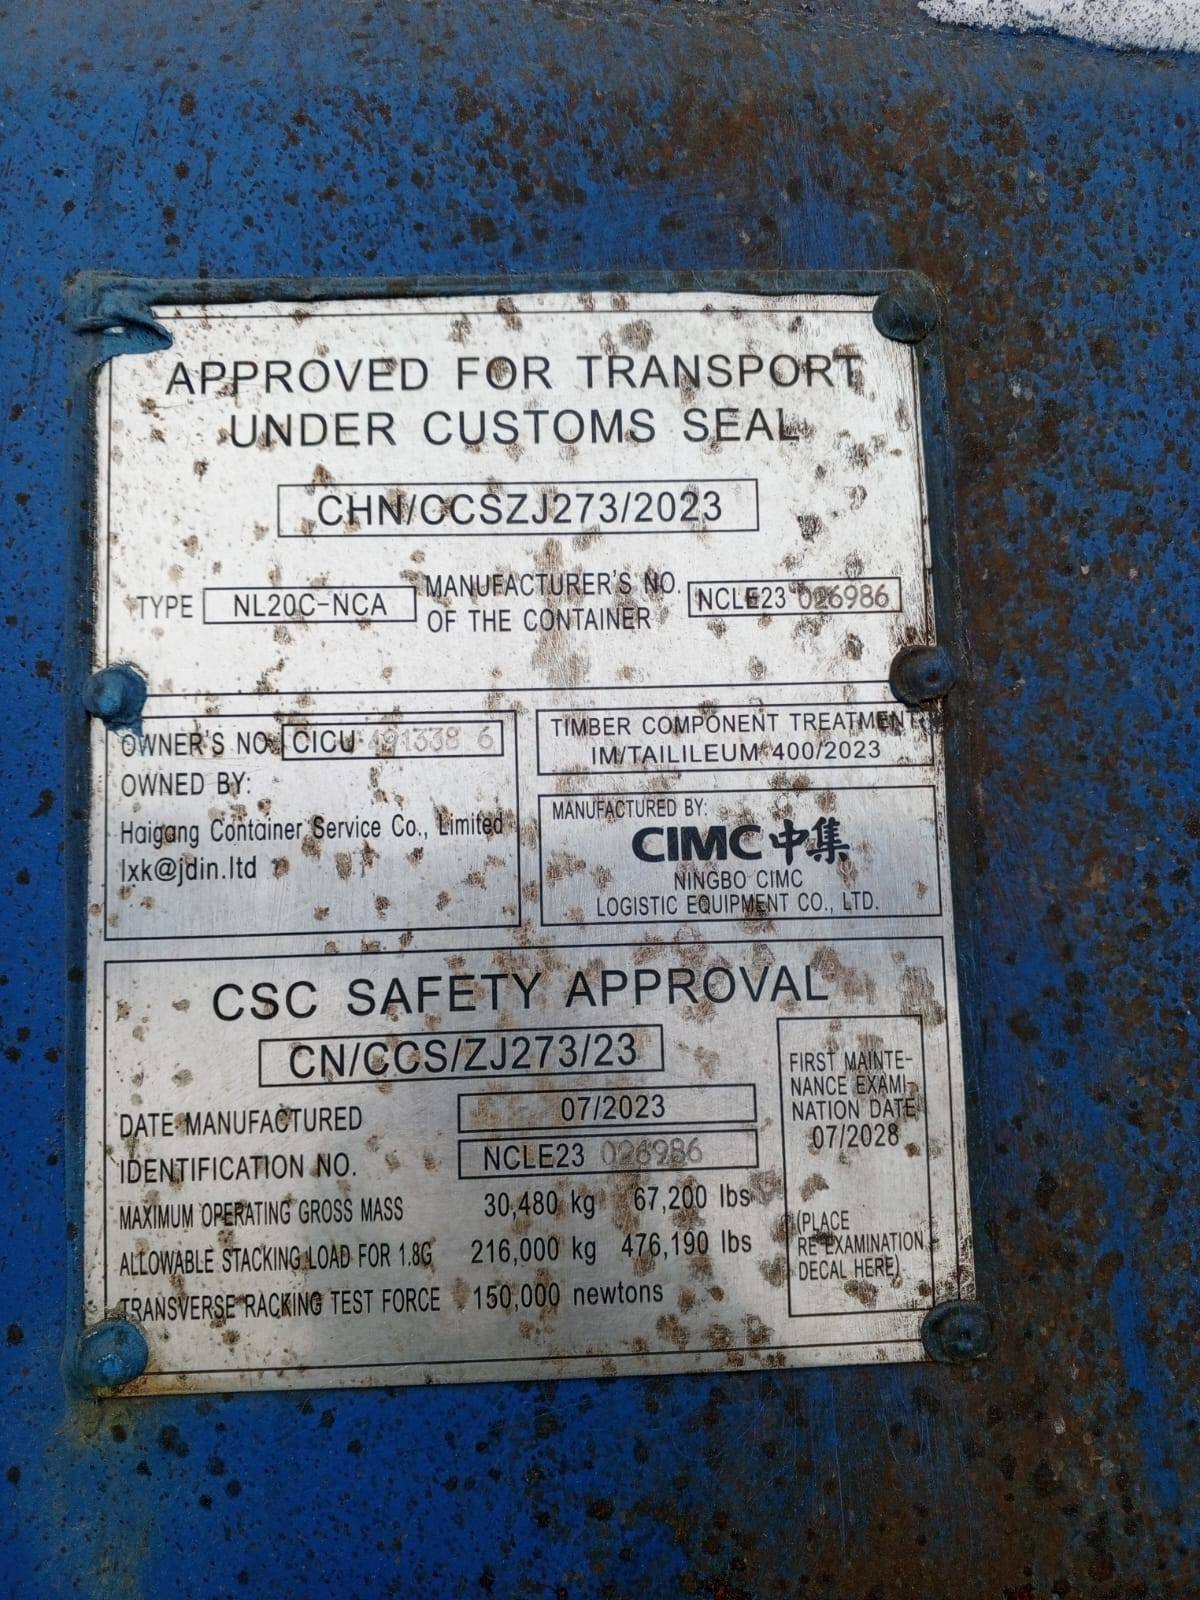 APPROVED FOR TRANSPORT
UNDER CUSTOMS SEAL
CHN/CCSZJ273/2023
TYPE NL20C-NCA MANUFACTURER'S NO. OF THE CONTAINER NCLE23 026986
OWNER'S NO. CICU 491338 6
OWNED BY:
Haigang Container Service Co., Limited
lxk@jdin.ltd
TIMBER COMPONENT TREATMENT
IM/TAILILEUM 400/2023
MANUFACTURED BY:
CIMC中集
NINGBO CIMC
LOGISTIC EQUIPMENT CO., LTD.
CSC SAFETY APPROVAL
CN/CCS/ZJ273/23
DATE MANUFACTURED 07/2023
IDENTIFICATION NO. NCLE23 026986
MAXIMUM OPERATING GROSS MASS 30,480 kg 67,200 lbs
ALLOWABLE STACKING LOAD FOR 1.8G 216,000 kg 476,190 lbs
TRANSVERSE RACKING TEST FORCE 150,000 newtons
FIRST MAINTE-
NANCE EXAMI-
NATION DATE
07/2028
(PLACE
RE EXAMINATION
DECAL HERE)